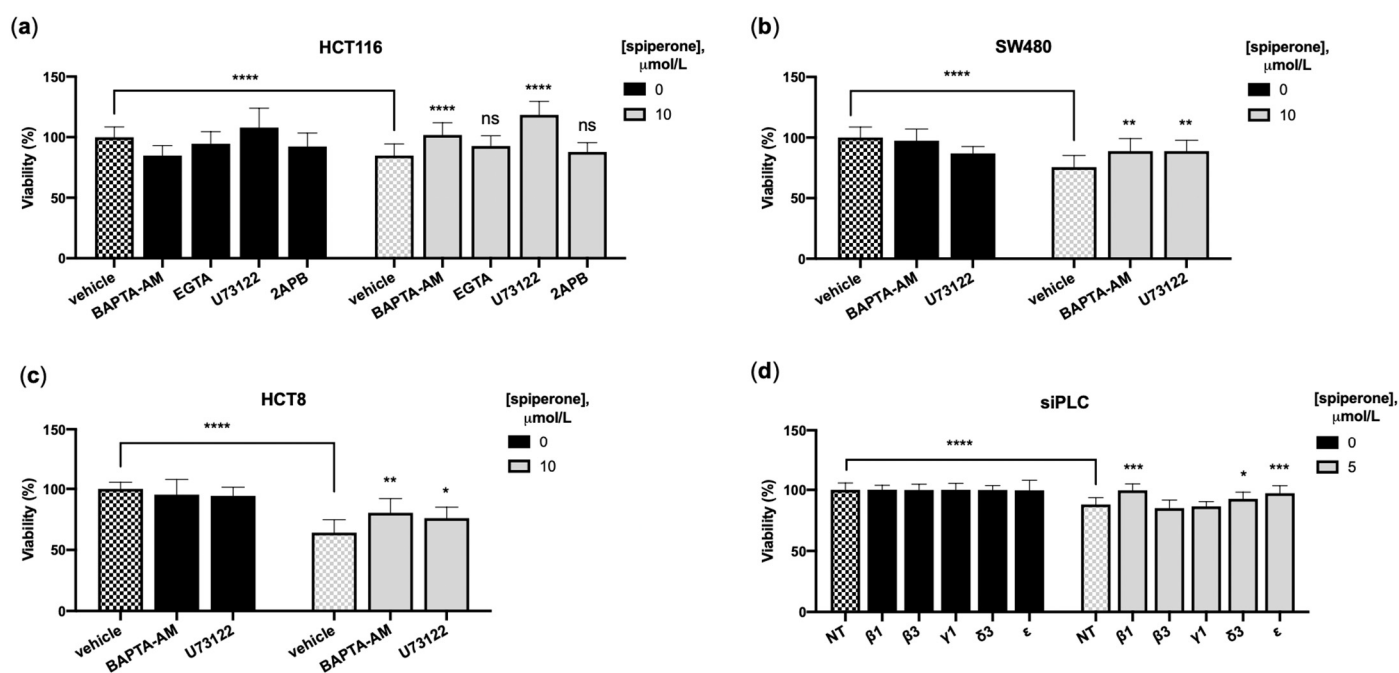 (a)
HCT116
[spiperone],
μmol/L
0
10
****
****
ns
****
ns
Viability (%)
150
100
50
0
vehicle
BAPTA-AM
EGTA
U73122
2APB
vehicle
BAPTA-AM
EGTA
U73122
2APB
(b)
SW480
[spiperone],
μmol/L
0
10
****
**
**
Viability (%)
150
100
50
0
vehicle
BAPTA-AM
U73122
vehicle
BAPTA-AM
U73122
(c)
HCT8
[spiperone],
μmol/L
0
10
****
**
*
Viability (%)
150
100
50
0
vehicle
BAPTA-AM
U73122
vehicle
BAPTA-AM
U73122
(d)
siPLC
[spiperone],
μmol/L
0
5
****
***
*
***
Viability (%)
150
100
50
0
NT
β1
β3
γ1
δ3
ε
NT
β1
β3
γ1
δ3
ε